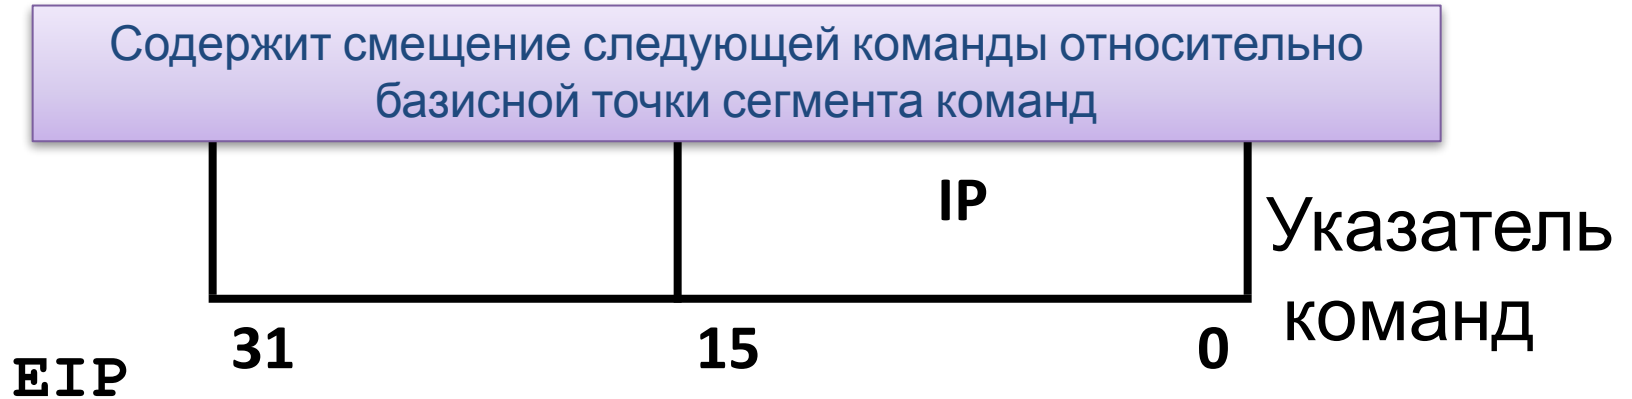 Содержит смещение следующей команды относительно
базисной точки сегмента команд
IP
Указатель
команд
31 15 0
EIP